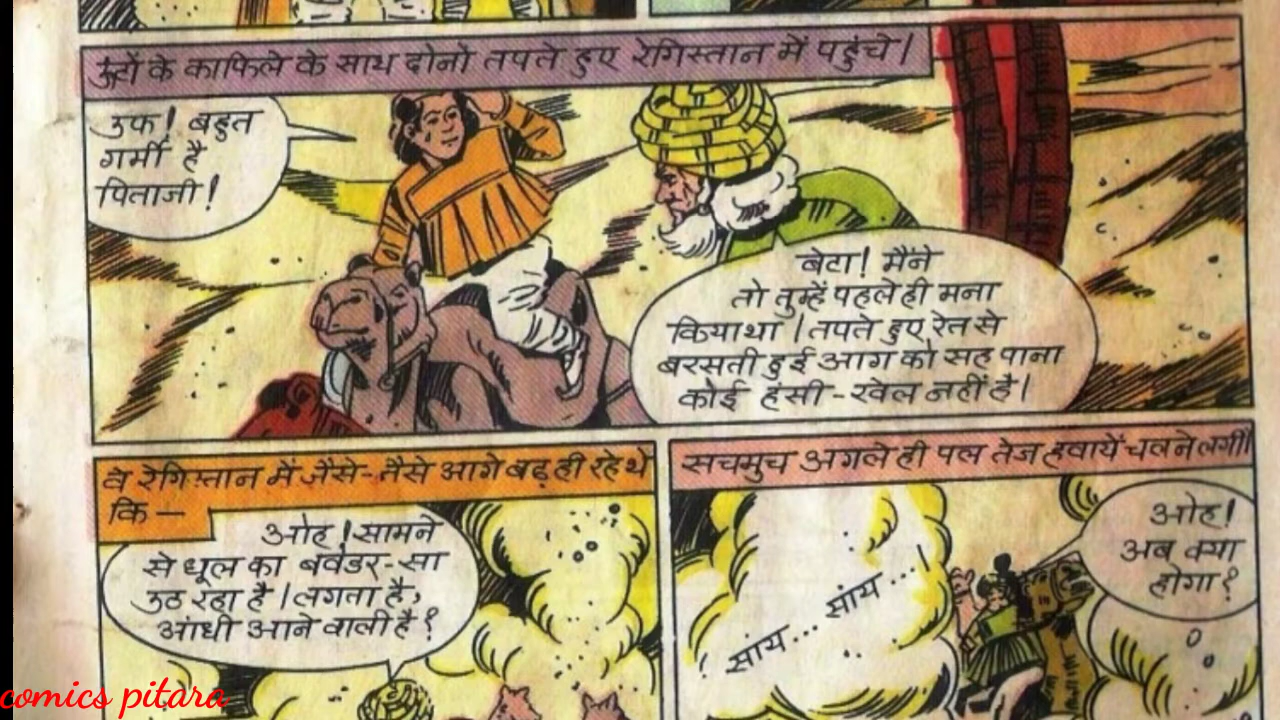 ऊंटों के काफिले के साथ दोनों तपते हुए रेगिस्तान में पहुंचे।
उफ! बहुत
गर्मी है
पिताजी!
बेटा! मैंने
तो तुम्हें पहले ही मना
किया था। तपते हुए रेत से
बरसती हुई आग को सह पाना
कोई हंसी-खेल नहीं है।
वे रेगिस्तान में जैसे-तैसे आगे बढ़ ही रहे थे
कि —
ओह! सामने
से धूल का बवंडर-सा
उठ रहा है। लगता है,
आंधी आने वाली है?
सचमुच अगले ही पल तेज हवायें चलने लगीं।
ओह!
अब क्या
होगा?
सांय... सांय...
comics pitara